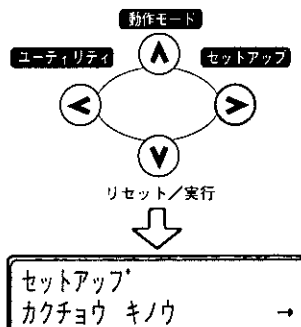 動作モード
ユーティリティ
セットアップ
リセット／実行
セットアップ
カクチョウ キノウ →